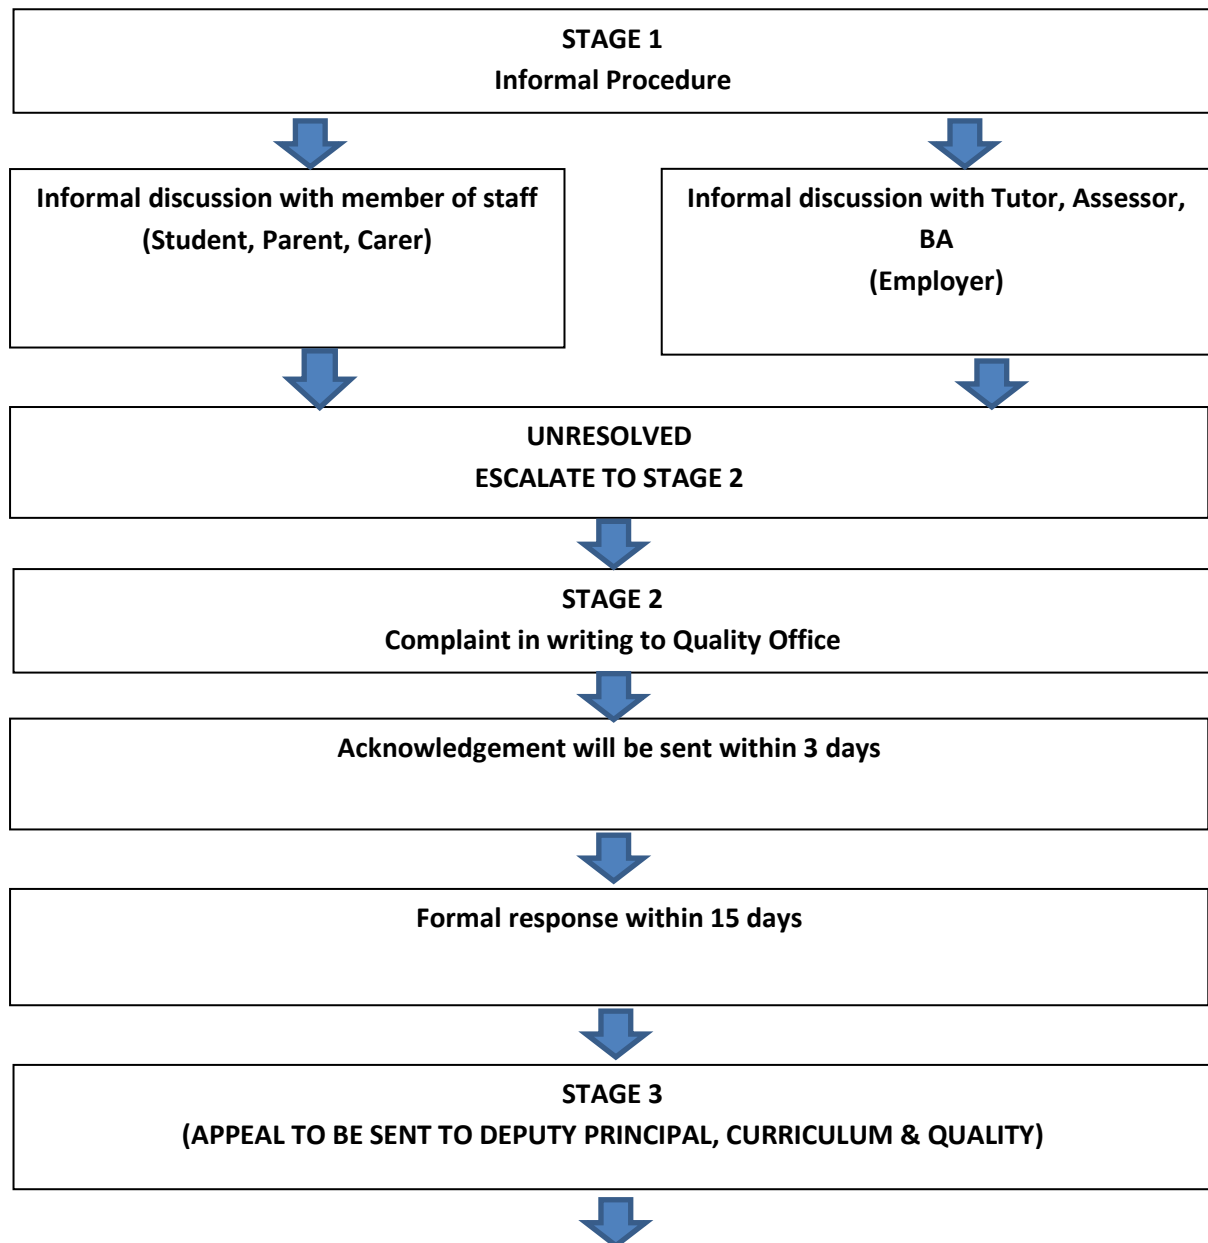 STAGE 1
Informal Procedure
Informal discussion with member of staff
(Student, Parent, Carer)
Informal discussion with Tutor, Assessor,
BA
(Employer)
UNRESOLVED
ESCALATE TO STAGE 2
STAGE 2
Complaint in writing to Quality Office
Acknowledgement will be sent within 3 days
Formal response within 15 days
STAGE 3
(APPEAL TO BE SENT TO DEPUTY PRINCIPAL, CURRICULUM & QUALITY)